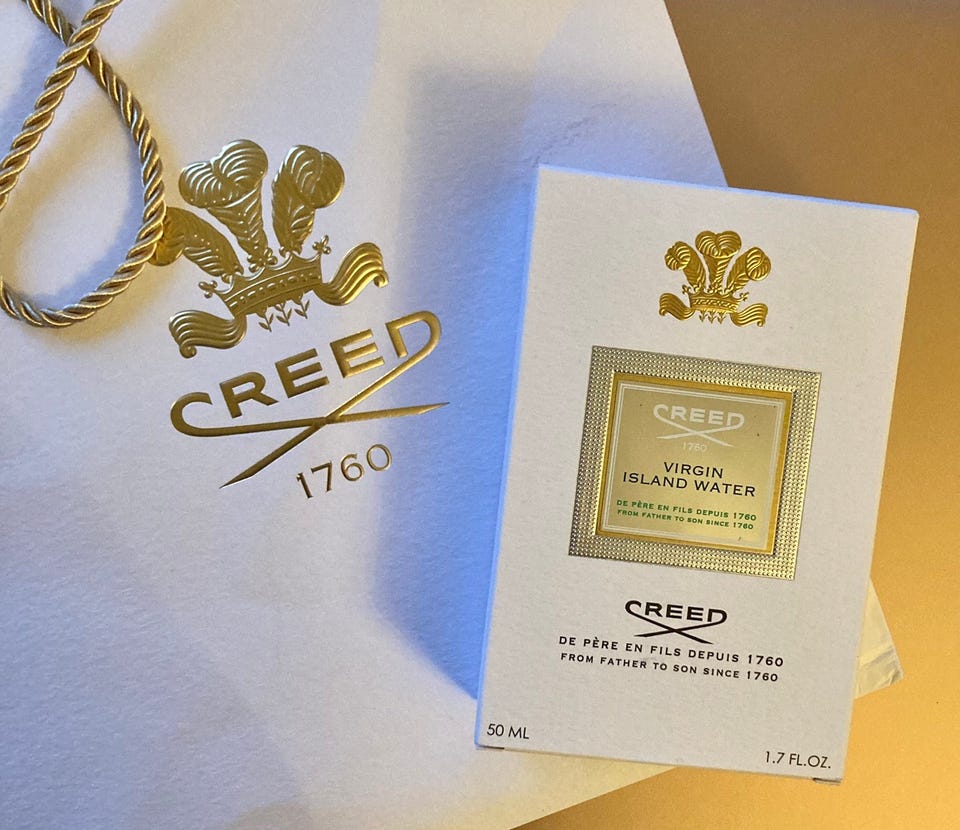 CREED
1760
CREED
1760
VIRGIN
ISLAND WATER
DE PÈRE EN FILS DEPUIS 1760
FROM FATHER TO SON SINCE 1760
CREED
DE PÈRE EN FILS DEPUIS 1760
FROM FATHER TO SON SINCE 1760
50 ML
1.7 FL.OZ.